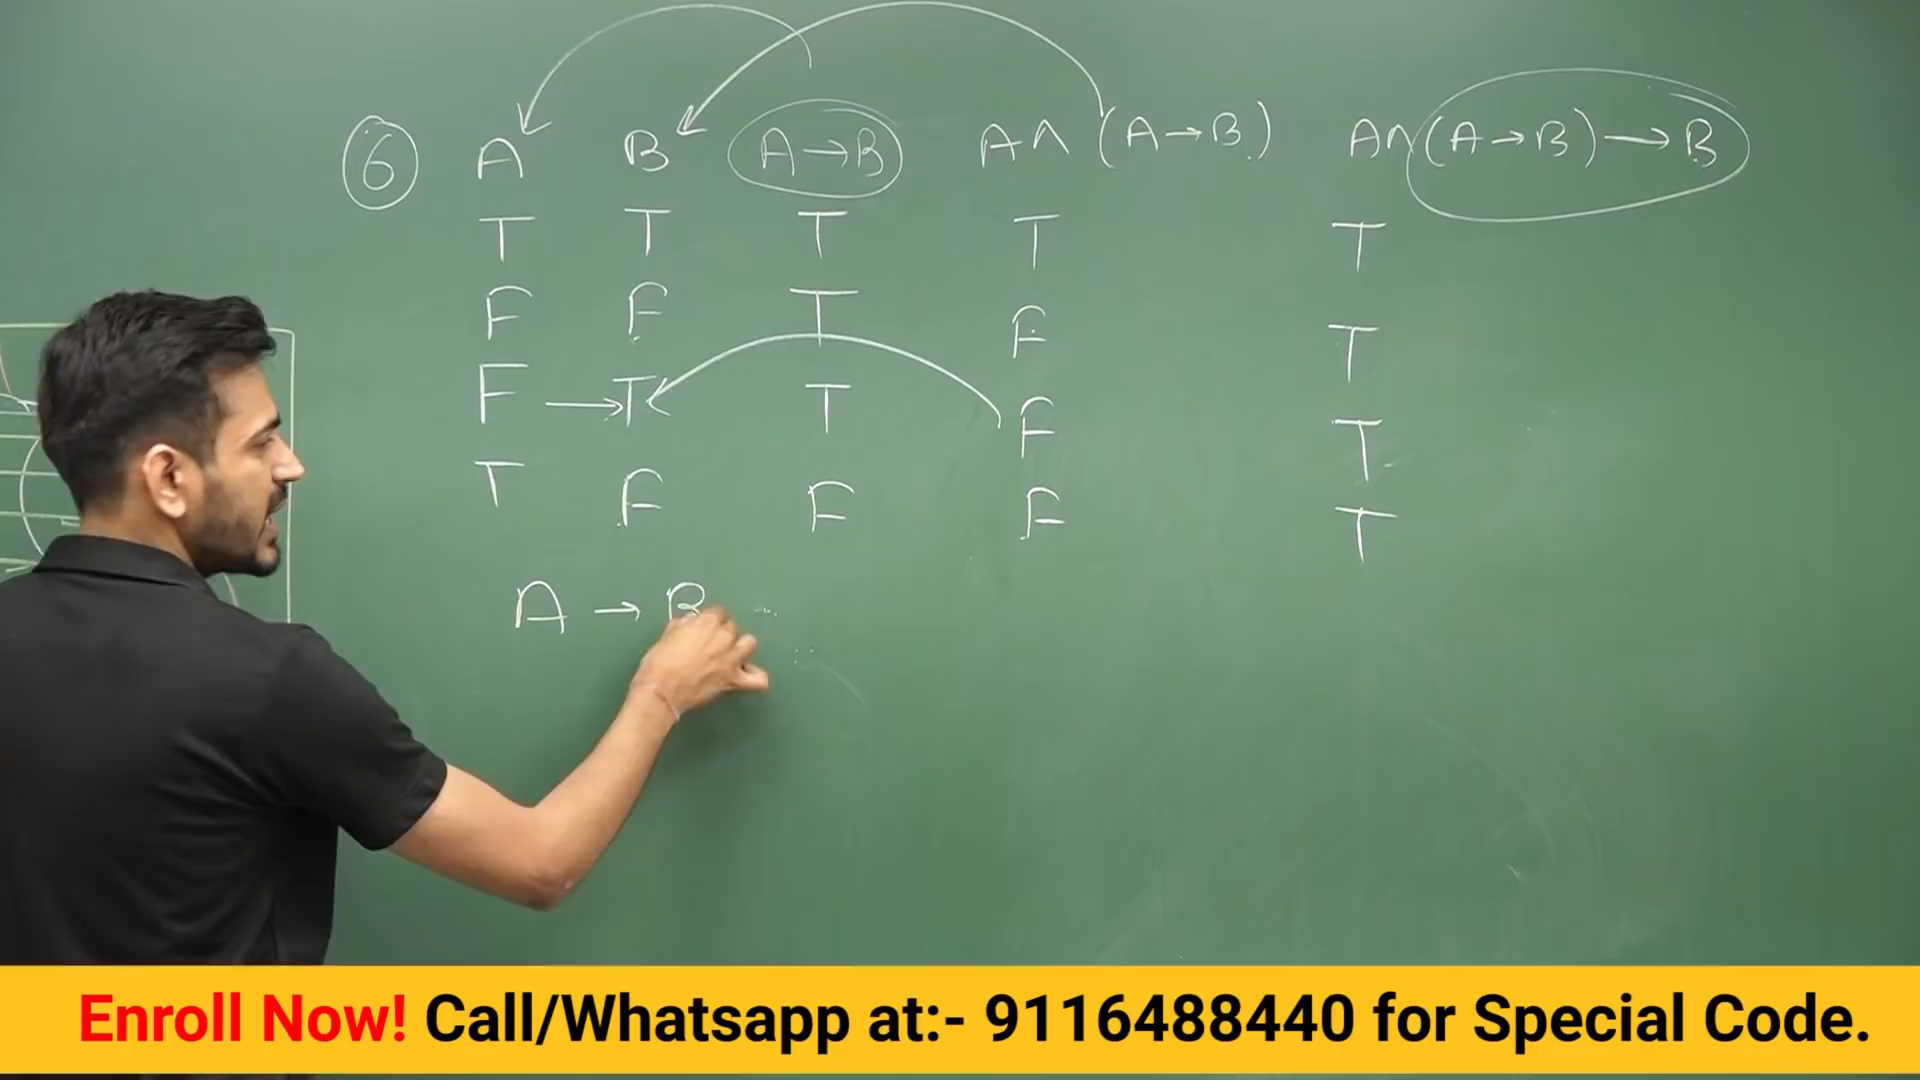 6 A B A→B A∧(A→B) A∧(A→B)→B
T T T T T
F F T F T
F → T T F T
T F F F T
A → B
Enroll Now! Call/Whatsapp at:- 9116488440 for Special Code.